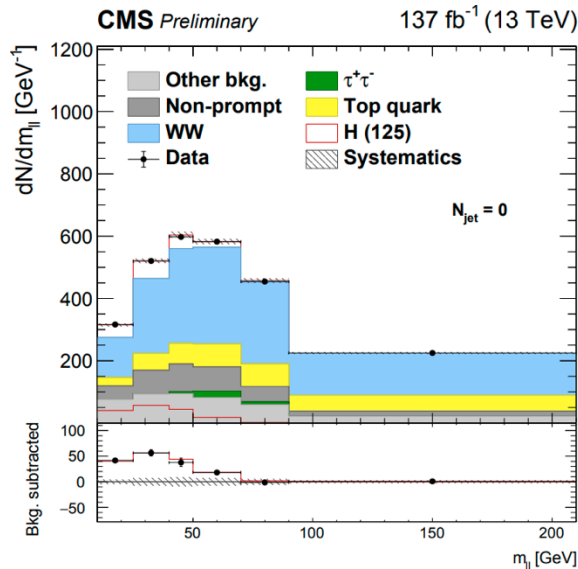 CMS Preliminary 137 fb⁻¹ (13 TeV)
dN/dm_ll [GeV⁻¹]
1200
1000
800
600
400
200
Other bkg.
τ⁺τ⁻
Non-prompt
Top quark
WW
H (125)
Data
Systematics
N_jet = 0
Bkg. subtracted
100
50
0
−50
50 100 150 200
m_ll [GeV]